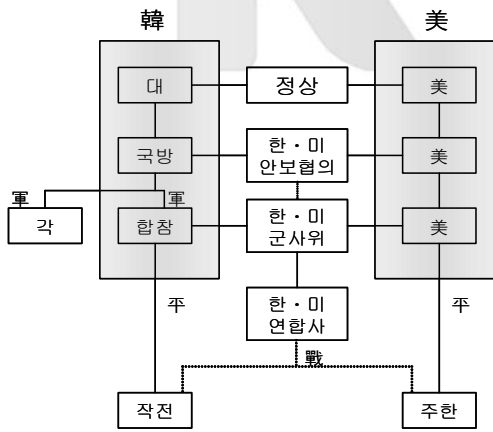 韓 美
대 정상 美
국방 한·미 美
안보협의
軍 軍
각 합참 한·미 美
군사위
平 平
한·미
연합사
戰
작전 주한